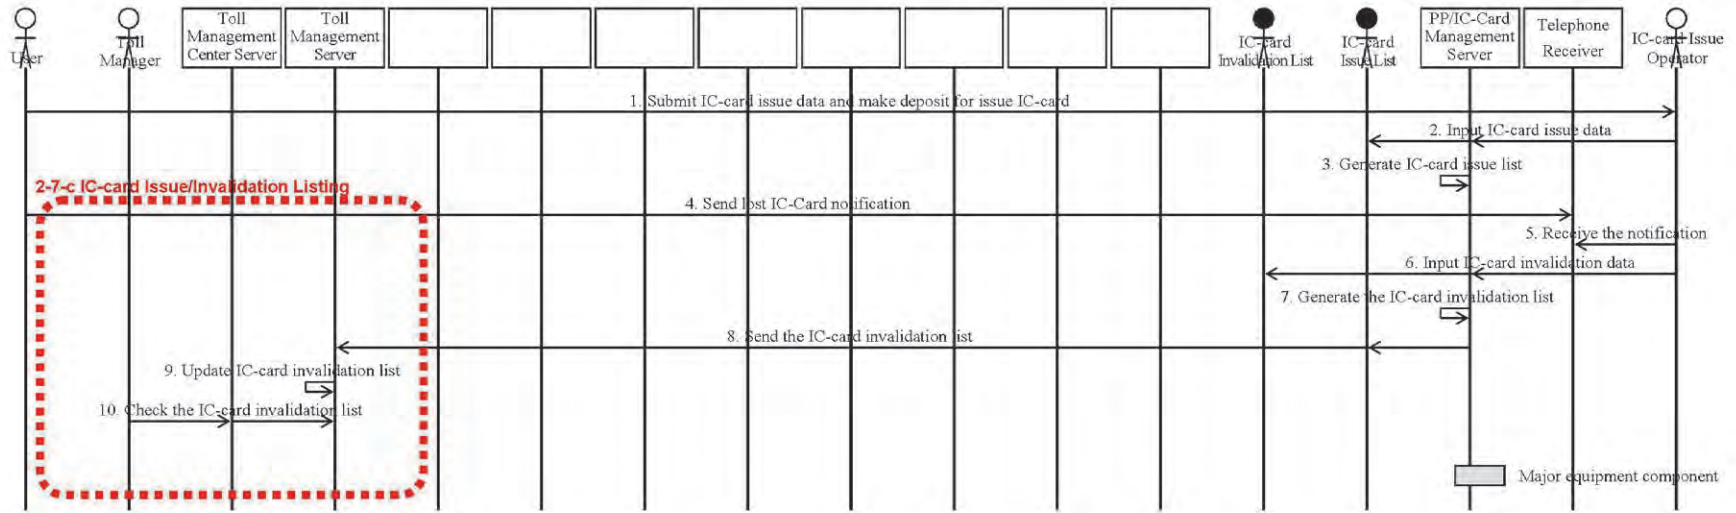 User
Toll
Manager
Toll
Management
Center Server
Toll
Management
Server
IC-card
Invalidation List
IC-card
Issue List
PP/IC-Card
Management
Server
Telephone
Receiver
IC-card Issue
Operator
1. Submit IC-card issue data and make deposit for issue IC-card
2. Input IC-card issue data
3. Generate IC-card issue list
2-7-c IC-card Issue/Invalidation Listing
4. Send lost IC-Card notification
5. Receive the notification
6. Input IC-card invalidation data
7. Generate the IC-card invalidation list
8. Send the IC-card invalidation list
9. Update IC-card invalidation list
10. Check the IC-card invalidation list
Major equipment component